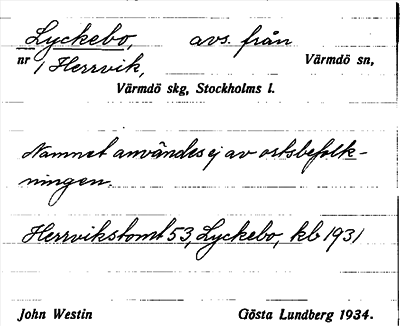 Lyckebo, avs. från
nr 1 Herrvik, Värmdö sn,
Värmdö skg, Stockholms l.
Namnet användes ej av ortsbefolk-
ningen.
Herrvikstomt 53, Lyckebo, kb 1931
John Westin Gösta Lundberg 1934.